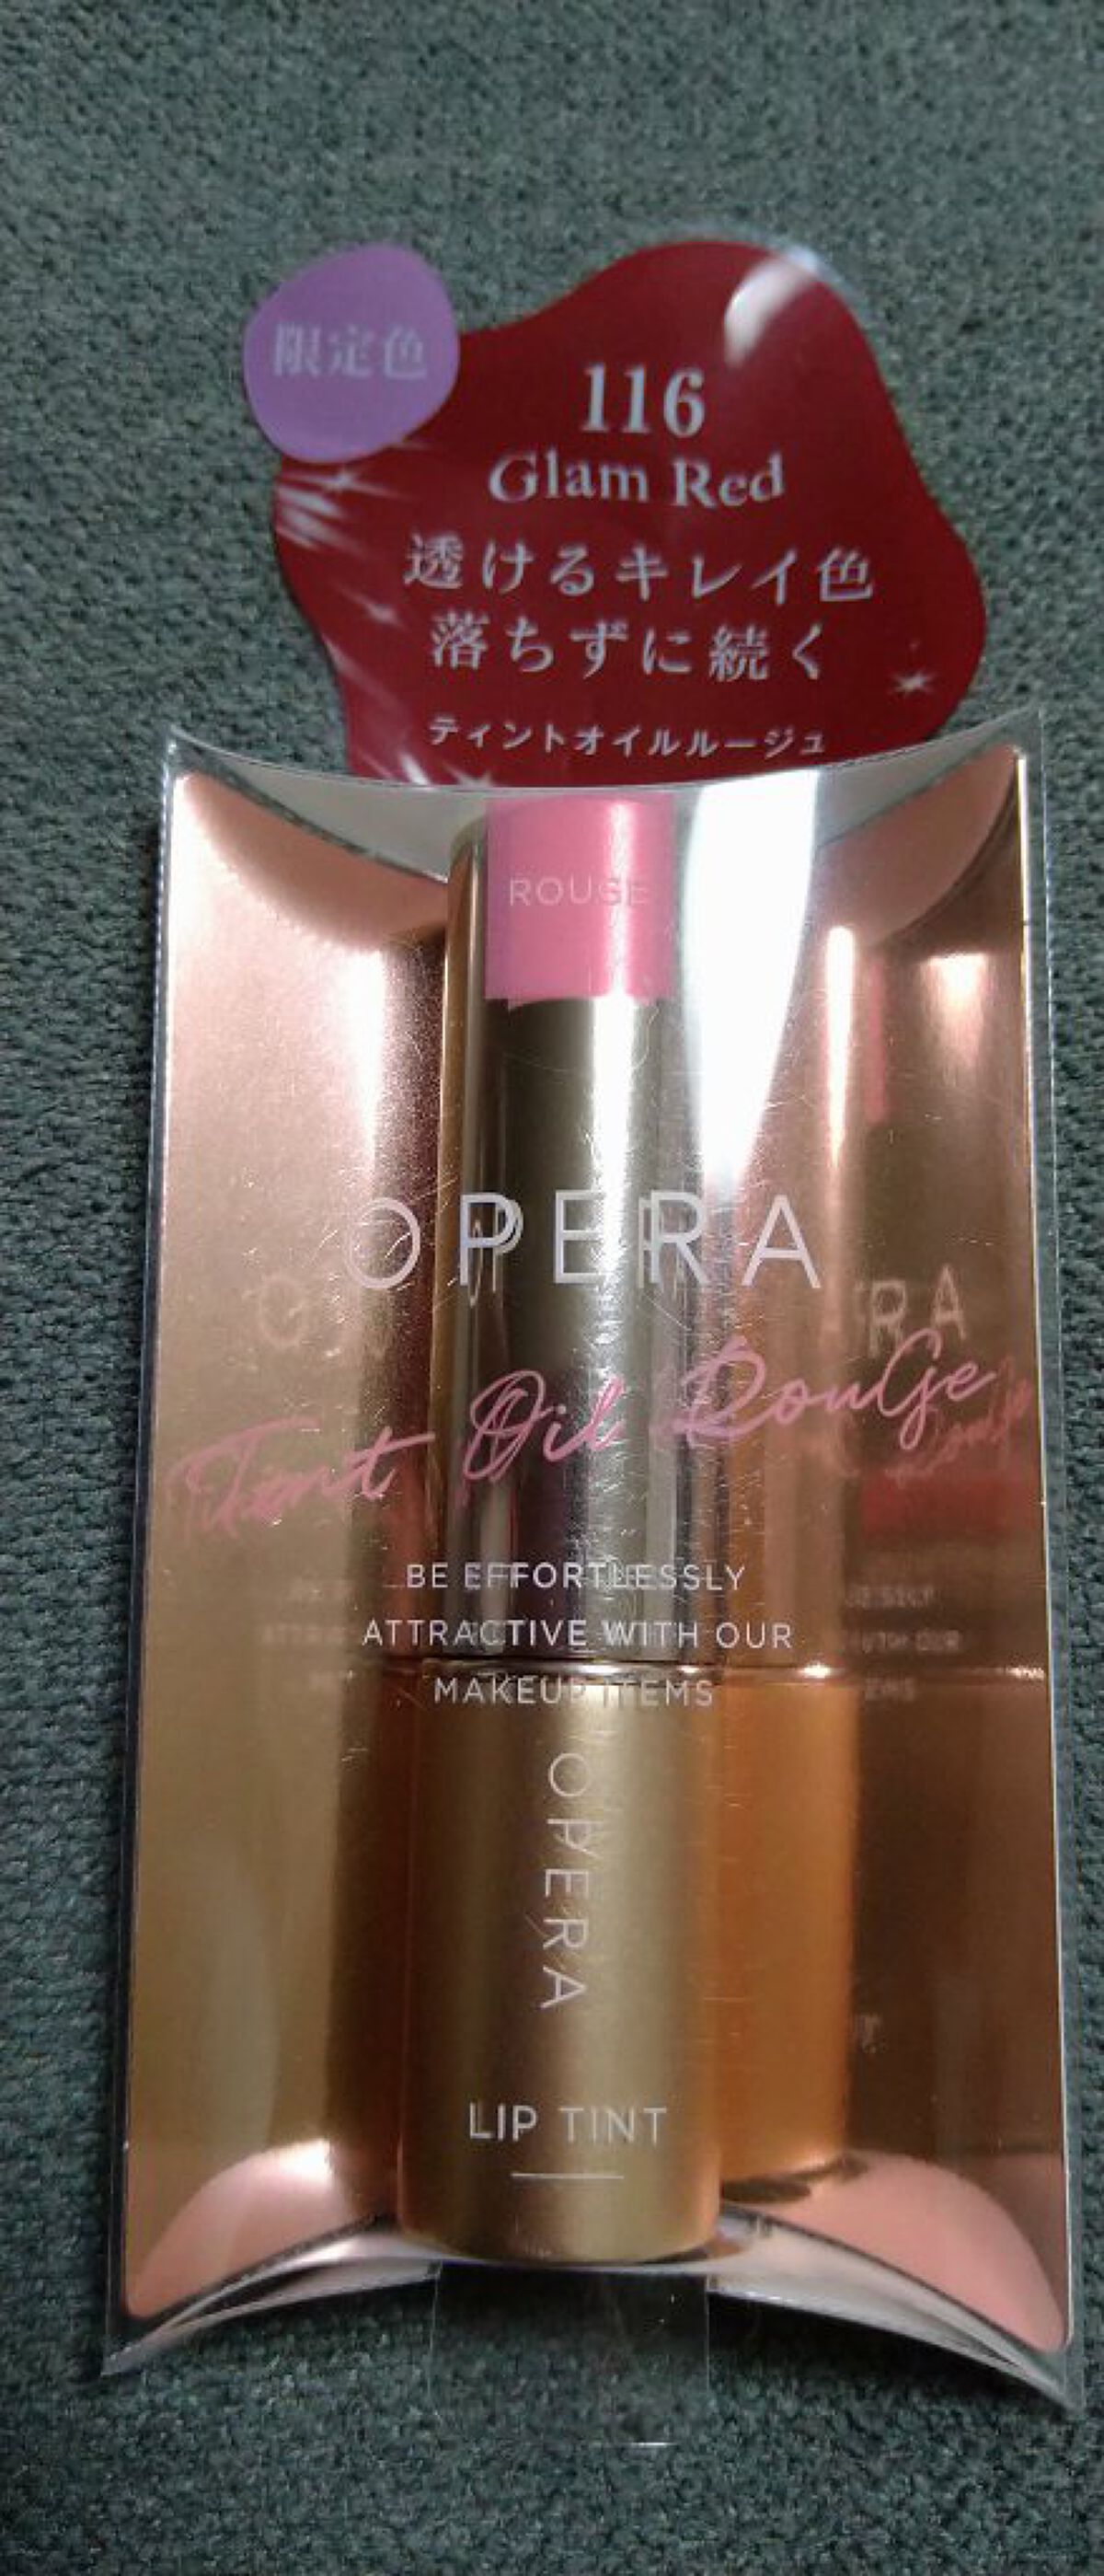 限定色
116
Glam Red
透けるキレイ色
落ちずに続く
ティントオイルルージュ
ROUGE
OPERA
Tint Oil Rouge
BE EFFORTLESSLY
ATTRACTIVE WITH OUR
MAKEUP ITEMS
OPERA
LIP TINT